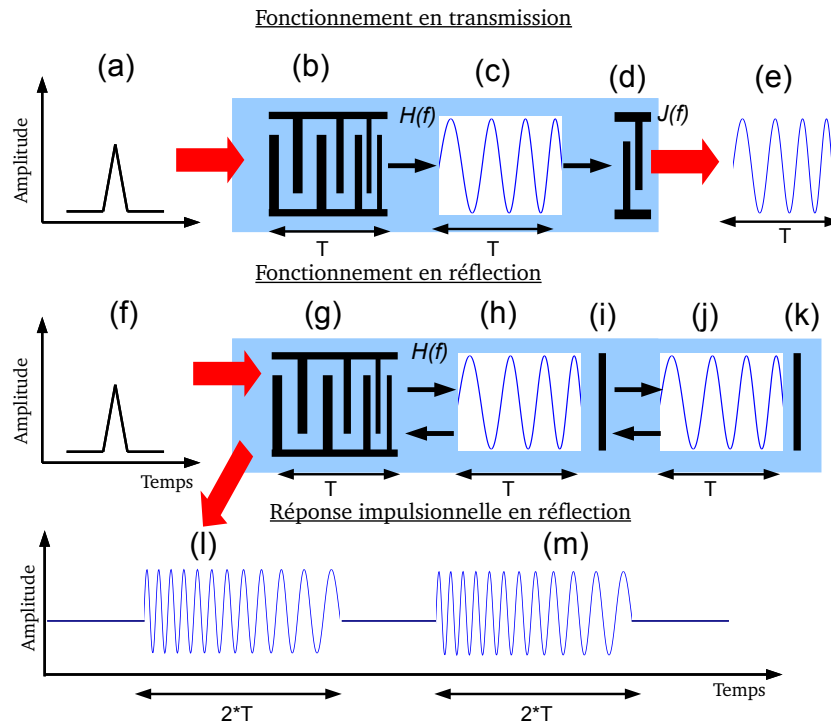 Fonctionnement en transmission
(a) (b) (c) (d) (e)
Amplitude
H(f) J(f)
T T T
Fonctionnement en réflection
(f) (g) (h) (i) (j) (k)
Amplitude
H(f)
Temps T T T
Réponse impulsionnelle en réflection
(l) (m)
Amplitude
Temps
2*T 2*T